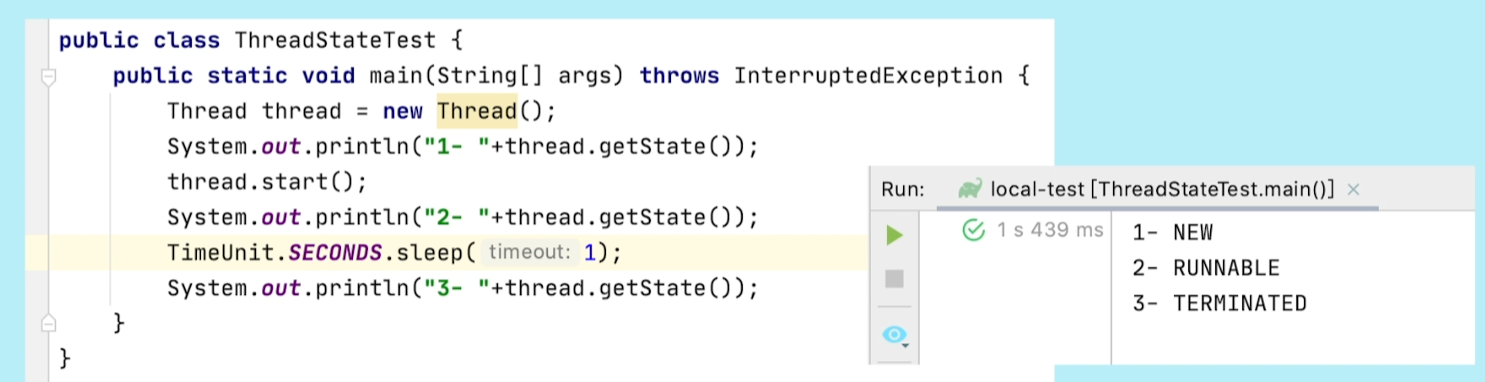 public class ThreadStateTest {
public static void main(String[] args) throws InterruptedException {
Thread thread = new Thread();
System.out.println("1- "+thread.getState());
thread.start();
System.out.println("2- "+thread.getState());
TimeUnit.SECONDS.sleep( timeout: 1);
System.out.println("3- "+thread.getState());
}
}
Run: local-test [ThreadStateTest.main()] ×
1 s 439 ms
1- NEW
2- RUNNABLE
3- TERMINATED